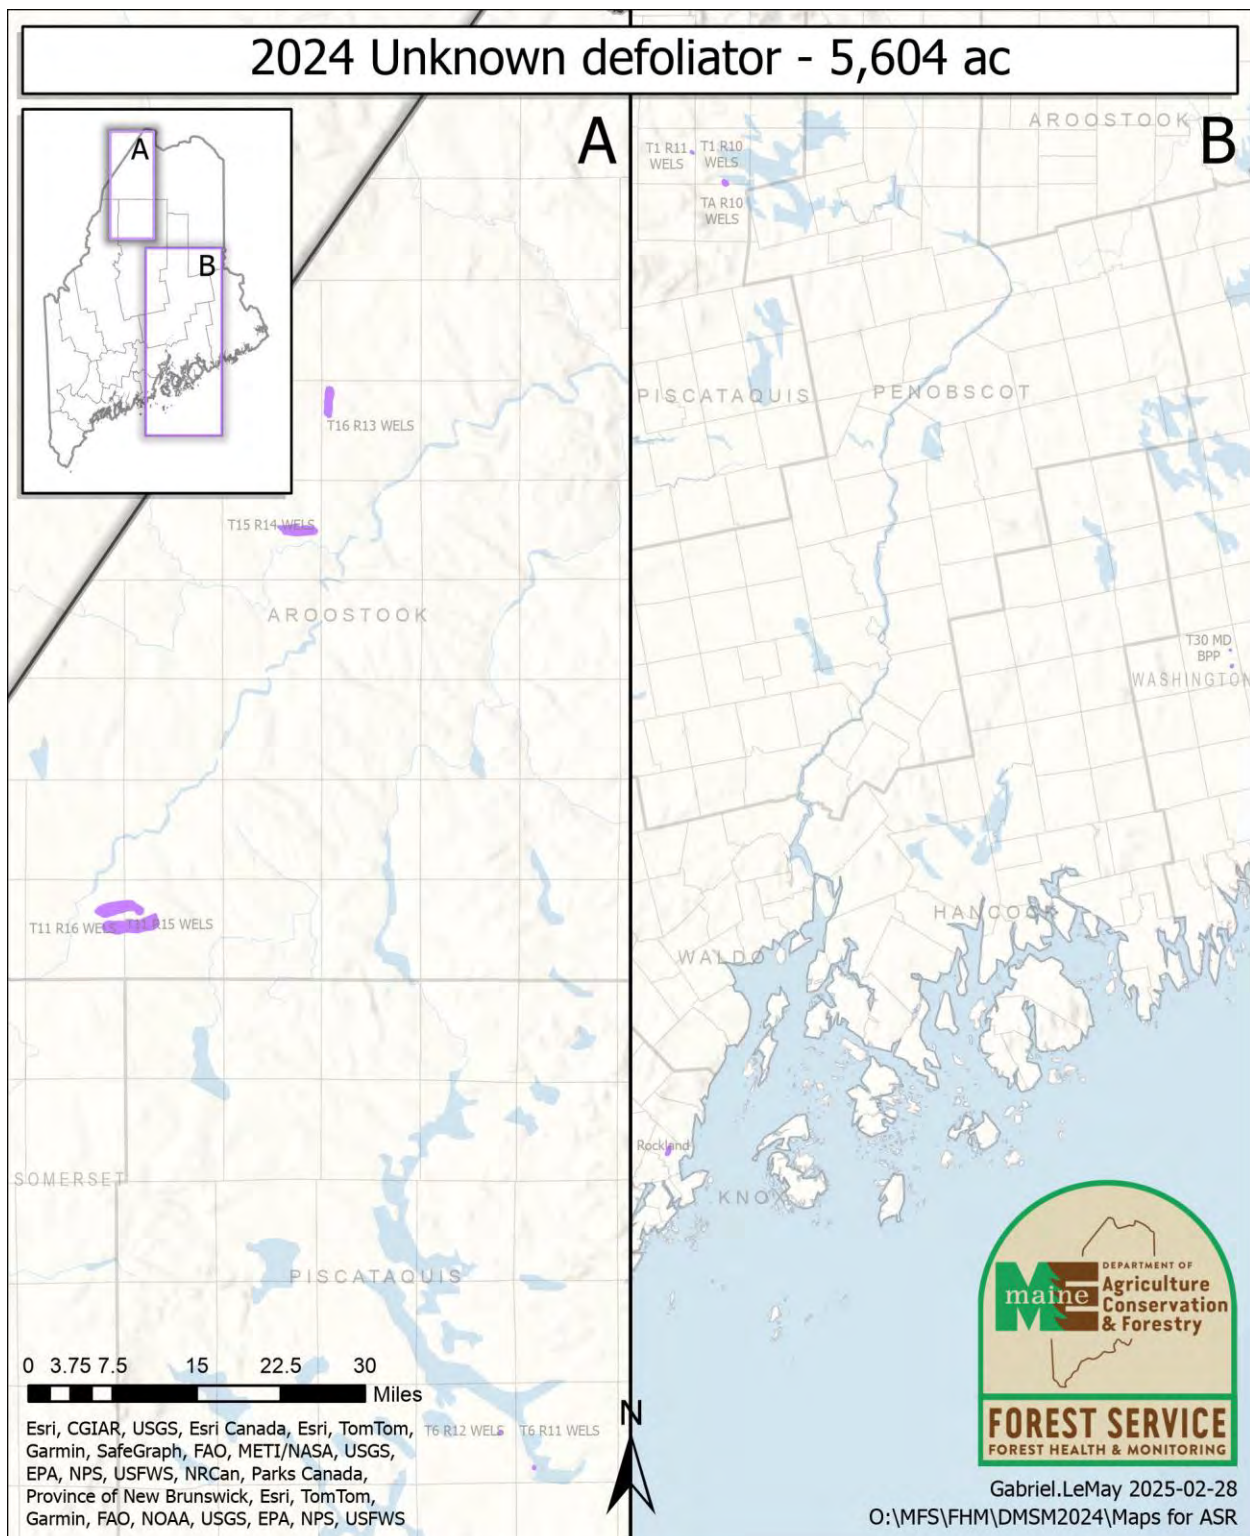 2024 Unknown defoliator - 5,604 ac
A
B
A
B
T16 R13 WELS
T15 R14 WELS
AROOSTOOK
T11 R16 WELS
T11 R15 WELS
SOMERSET
PISCATAQUIS
T6 R12 WELS
T6 R11 WELS
0 3.75 7.5 15 22.5 30
Miles
Esri, CGIAR, USGS, Esri Canada, Esri, TomTom,
Garmin, SafeGraph, FAO, METI/NASA, USGS,
EPA, NPS, USFWS, NRCan, Parks Canada,
Province of New Brunswick, Esri, TomTom,
Garmin, FAO, NOAA, USGS, EPA, NPS, USFWS
N
AROOSTOOK
T1 R11
WELS
T1 R10
WELS
TA R10
WELS
PISCATAQUIS
PENOBSCOT
T30 MD
BPP
WASHINGTON
HANCOCK
WALDO
Rockland
KNOX
maine
ME
DEPARTMENT OF
Agriculture
Conservation
& Forestry
FOREST SERVICE
FOREST HEALTH & MONITORING
Gabriel.LeMay 2025-02-28
O:\MFS\FHM\DMSM2024\Maps for ASR